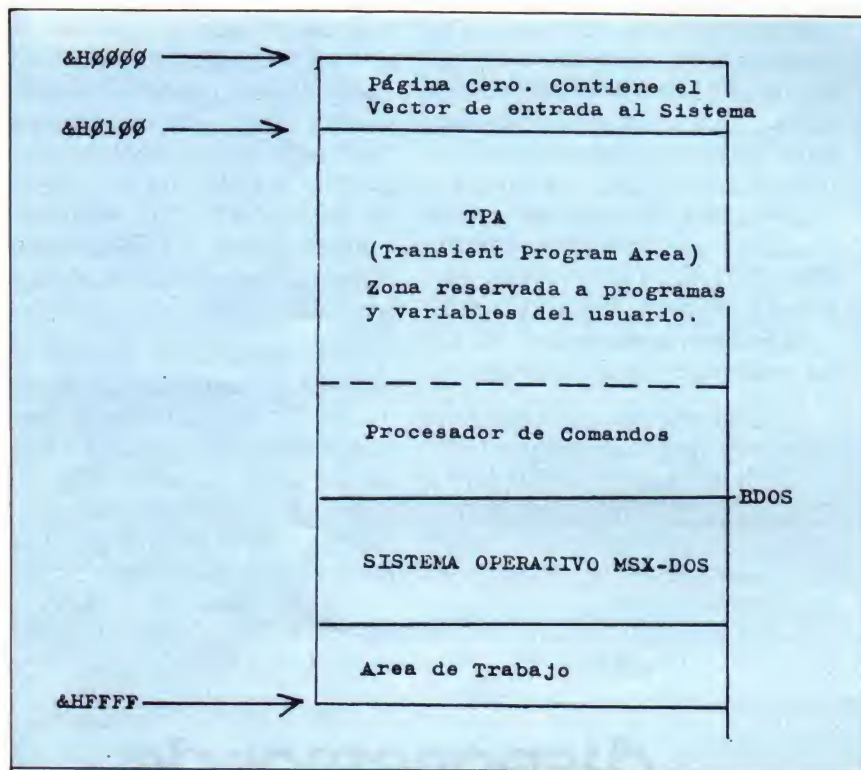 &HØØØØ
Página Cero. Contiene el
Vector de entrada al Sistema
&HØ1ØØ
TPA
(Transient Program Area)
Zona reservada a programas
y variables del usuario.
Procesador de Comandos
BDOS
SISTEMA OPERATIVO MSX-DOS
Area de Trabajo
&HFFFF